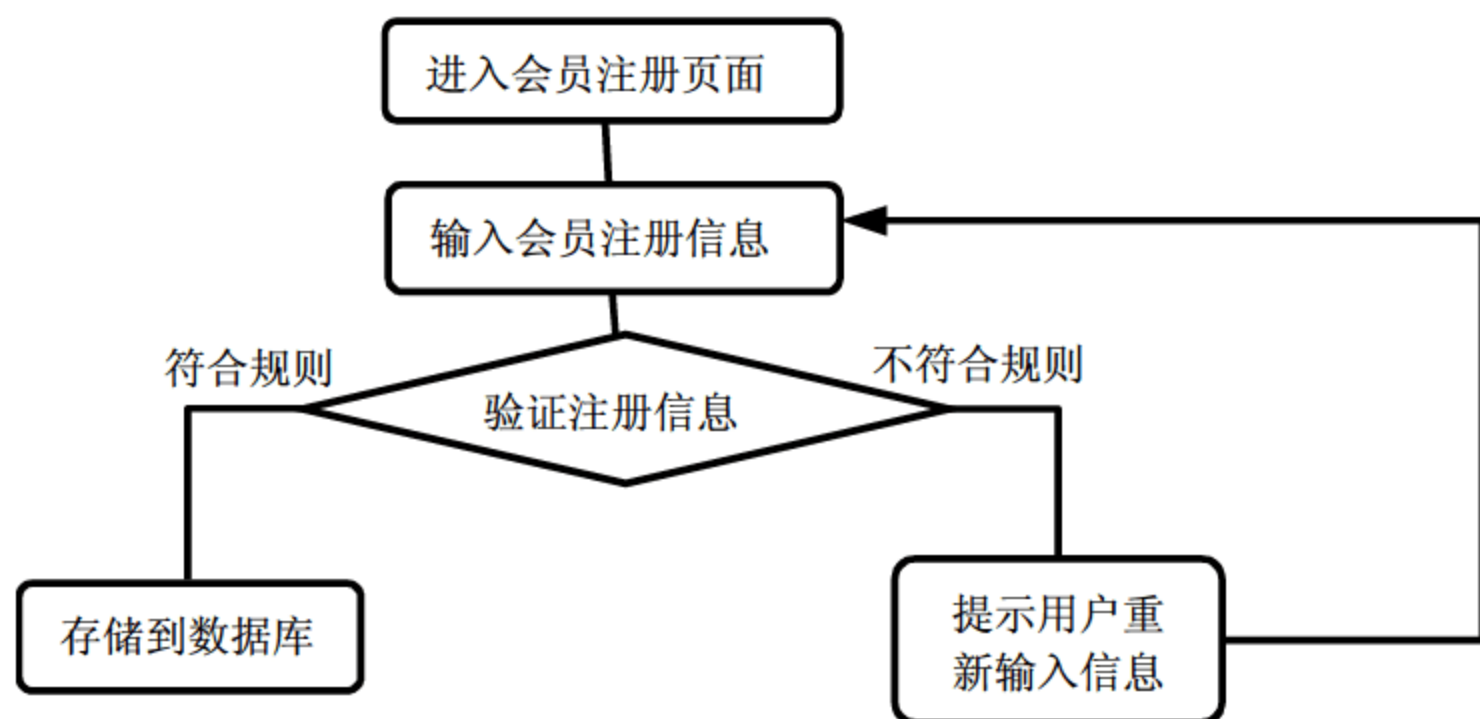 进入会员注册页面
输入会员注册信息
符合规则
不符合规则
验证注册信息
存储到数据库
提示用户重
新输入信息